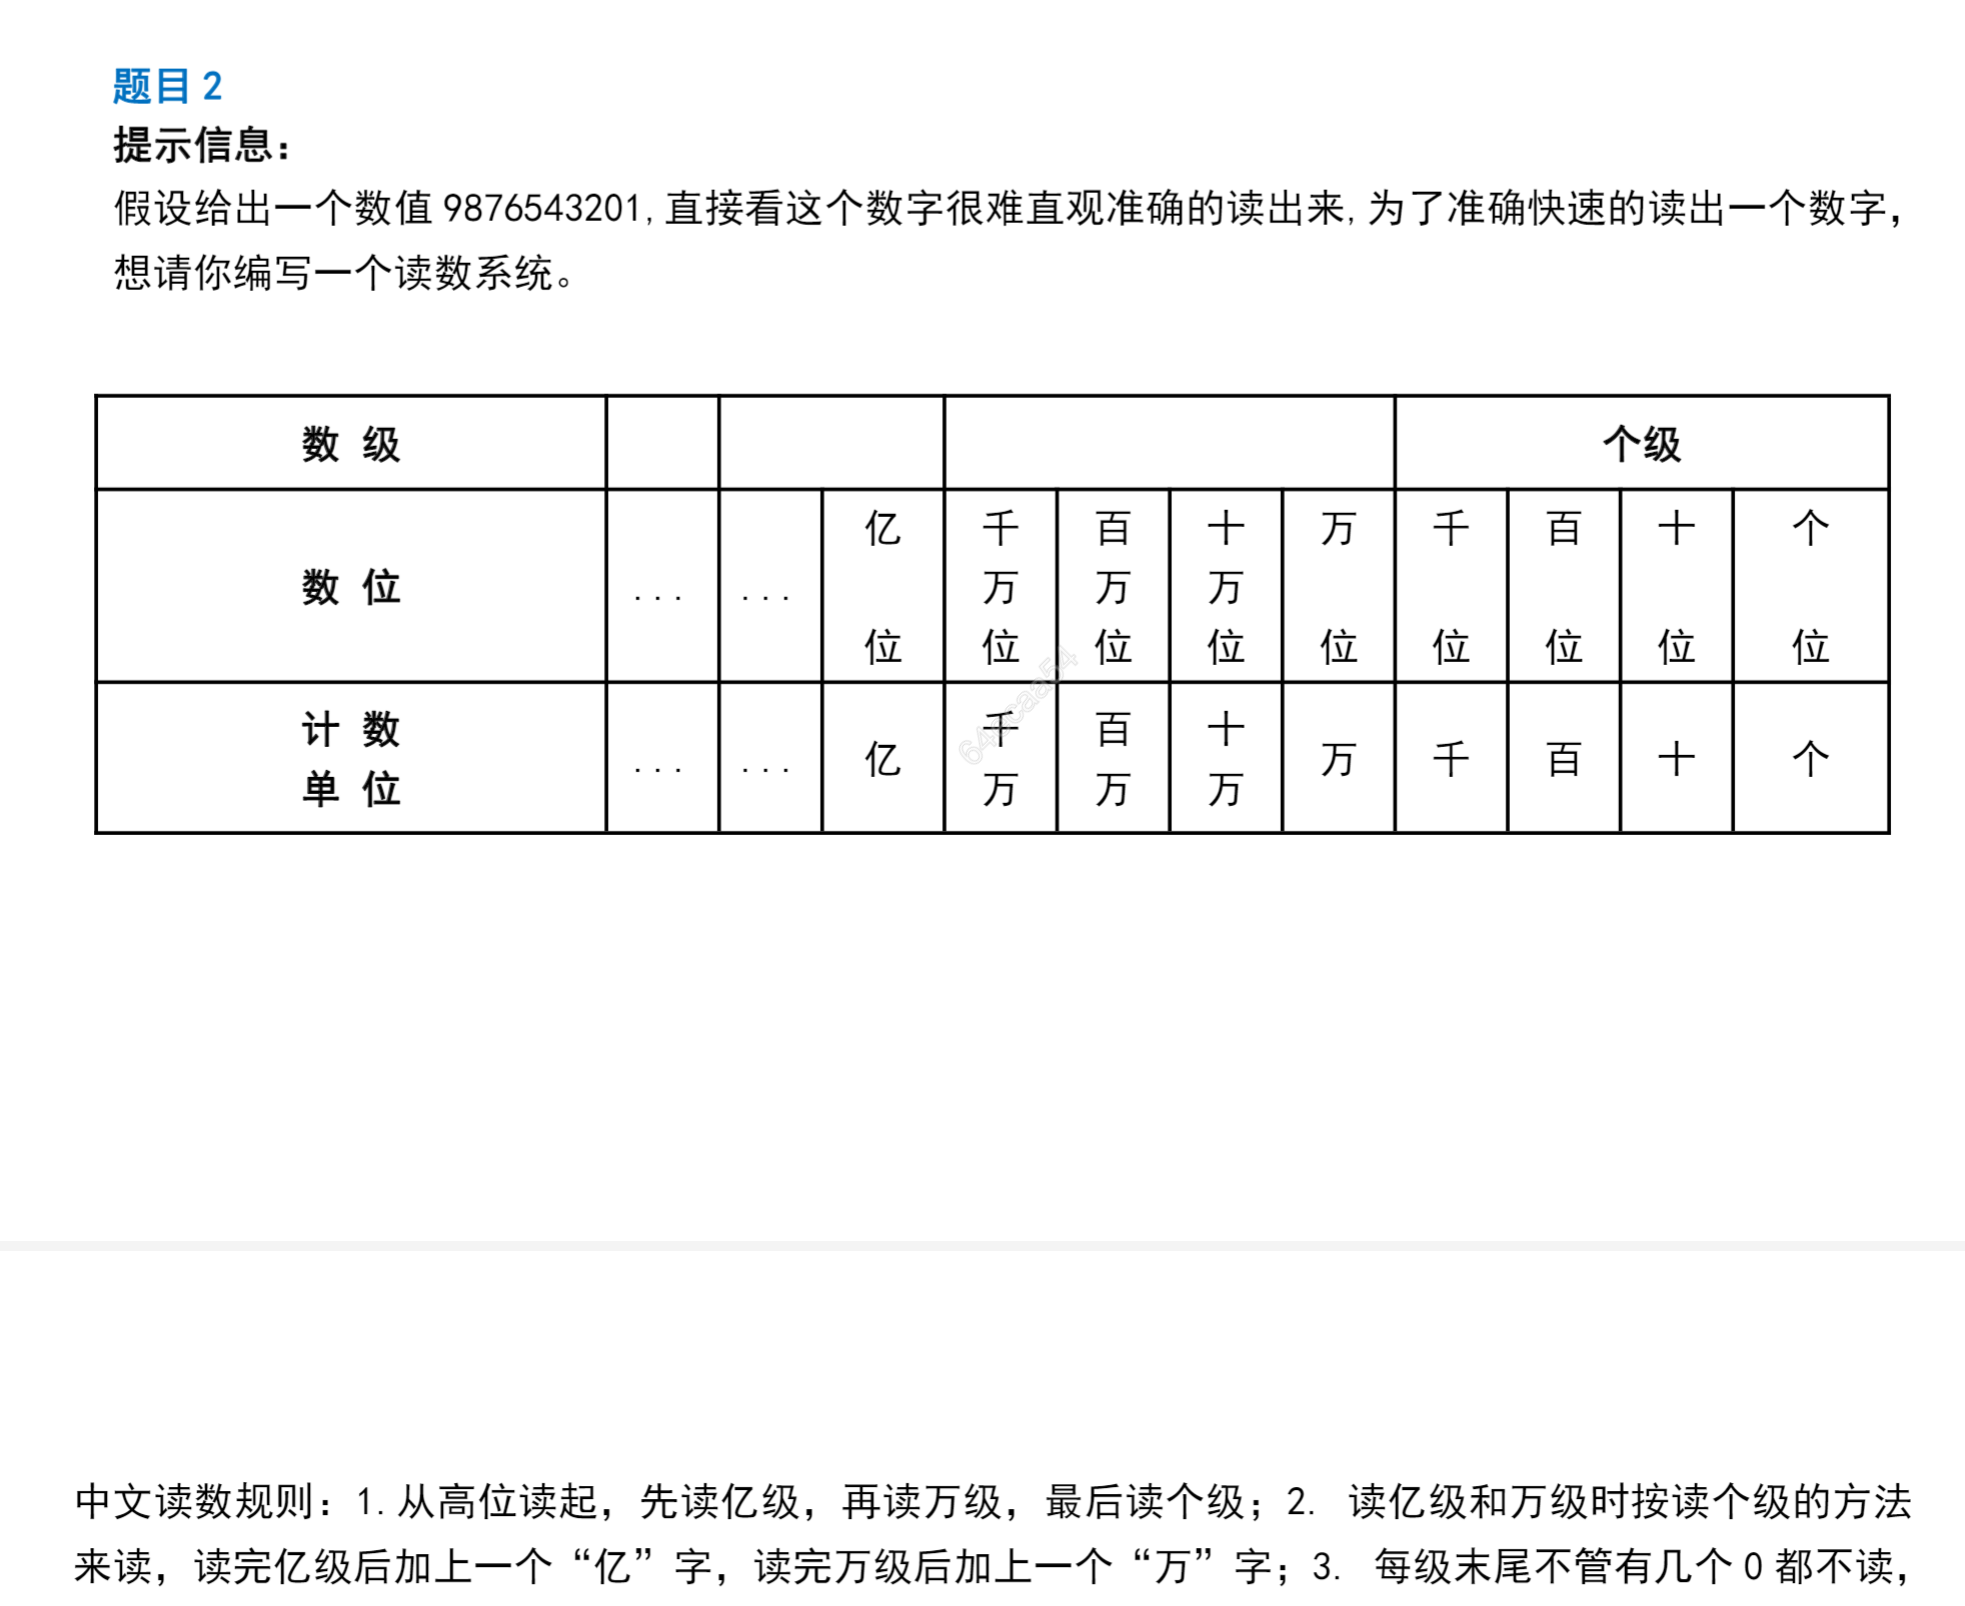 题目 2
提示信息：
假设给出一个数值 9876543201,直接看这个数字很难直观准确的读出来,为了准确快速的读出一个数字，
想请你编写一个读数系统。
数 级 个级
数 位 ... ... 亿位 千万位 百万位 十万位 万位 千位 百位 十位 个位
计 数 单 位 ... ... 亿 千万 百万 十万 万 千 百 十 个
中文读数规则：1.从高位读起，先读亿级，再读万级，最后读个级；2. 读亿级和万级时按读个级的方法
来读，读完亿级后加上一个“亿”字，读完万级后加上一个“万”字；3. 每级末尾不管有几个 0 都不读，